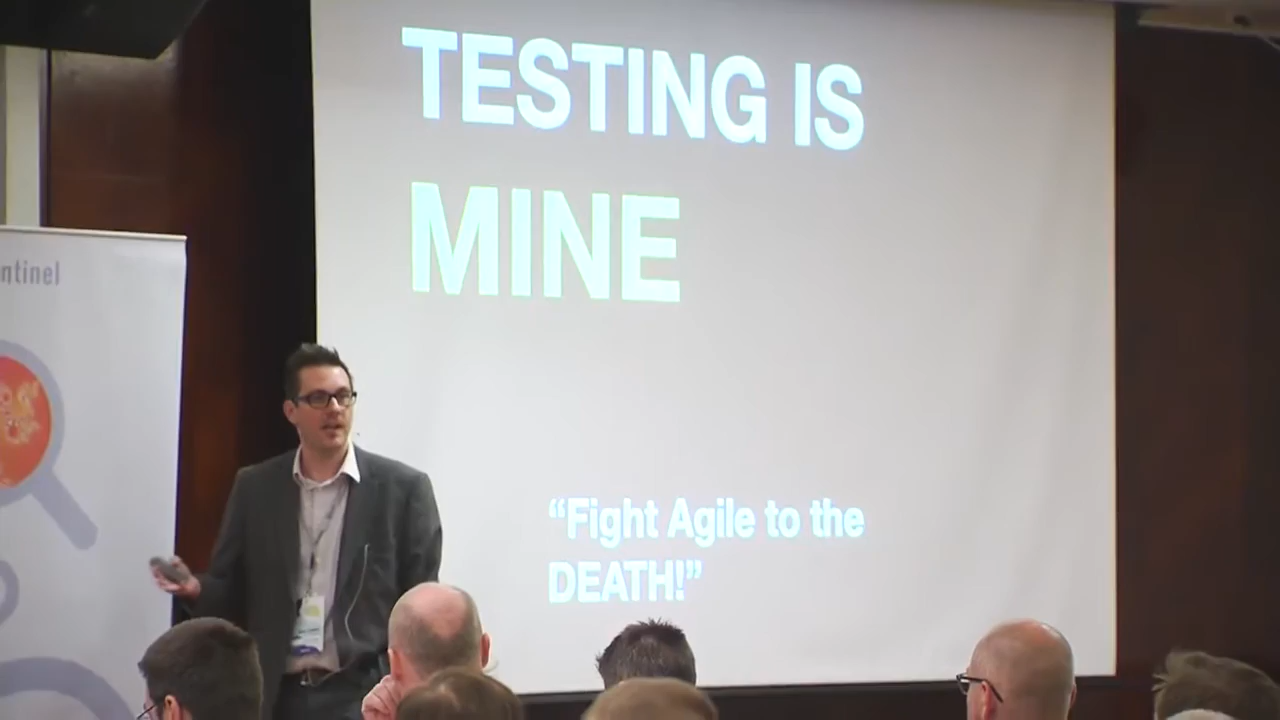 TESTING IS
MINE
ntinel
“Fight Agile to the
DEATH!”